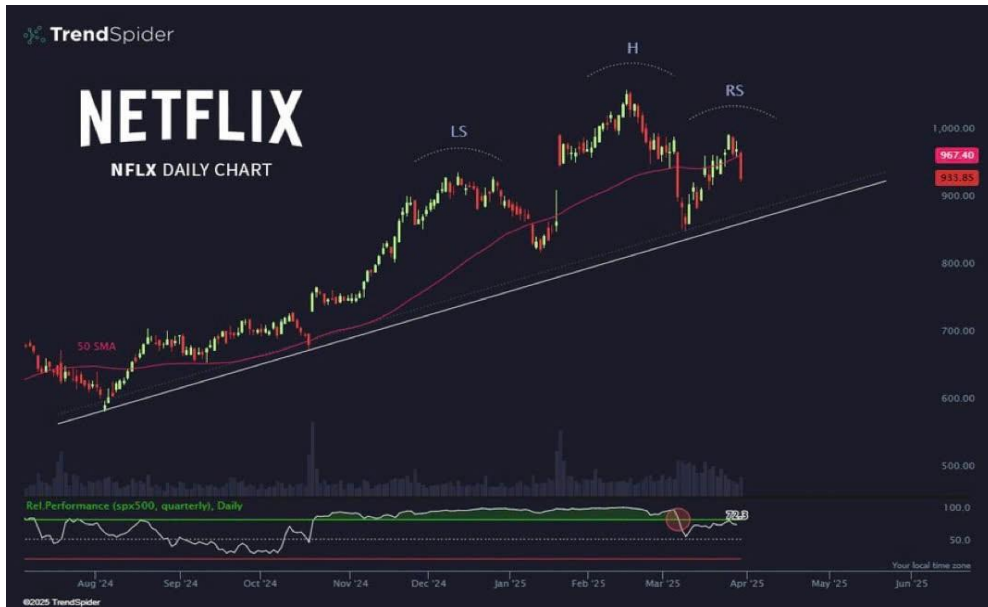 TrendSpider
NETFLIX
NFLX DAILY CHART
H
RS
LS
1,000.00
967.40
933.85
900.00
800.00
700.00
50 SMA
600.00
500.00
Rel.Performance (spx500, quarterly), Daily
100.0
72.3
50.0
Your local time zone
Aug '24 Sep '24 Oct '24 Nov '24 Dec '24 Jan '25 Feb '25 Mar '25 Apr '25 May '25 Jun '25
©2025 TrendSpider